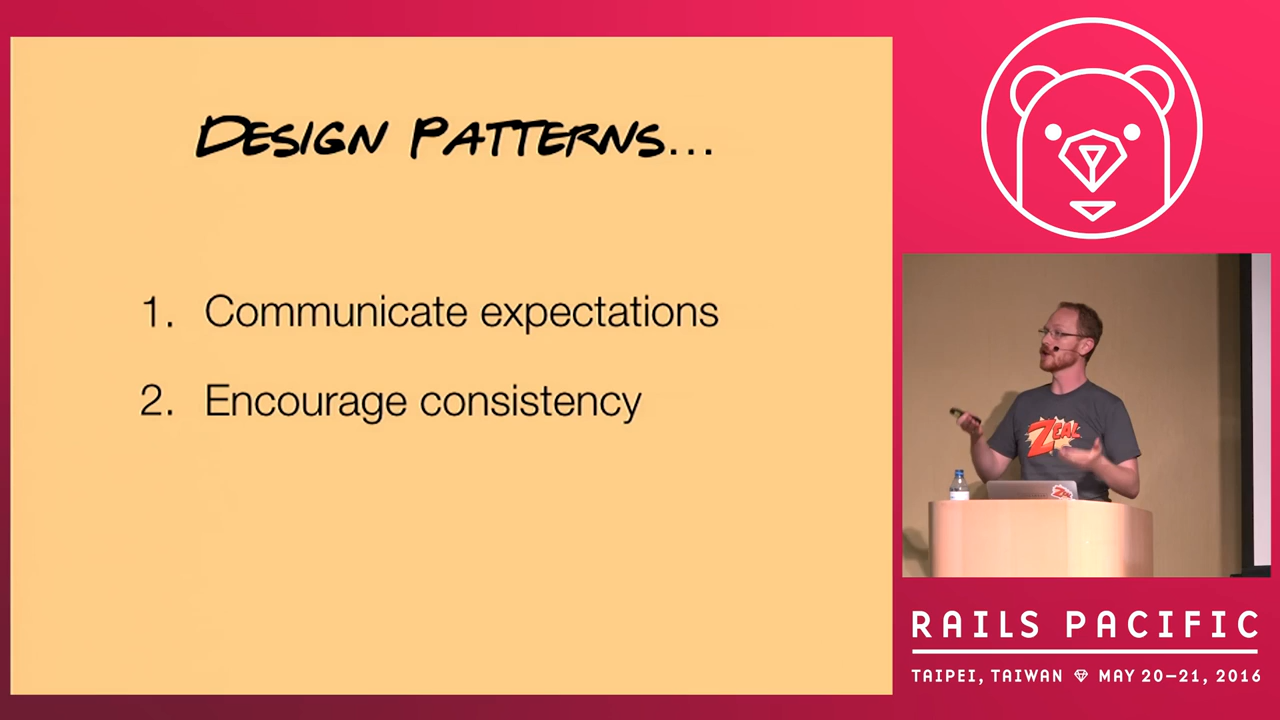 DESIGN PATTERNS...
1. Communicate expectations
2. Encourage consistency
ZEAL
RAILS PACIFIC
TAIPEI, TAIWAN MAY 20–21, 2016